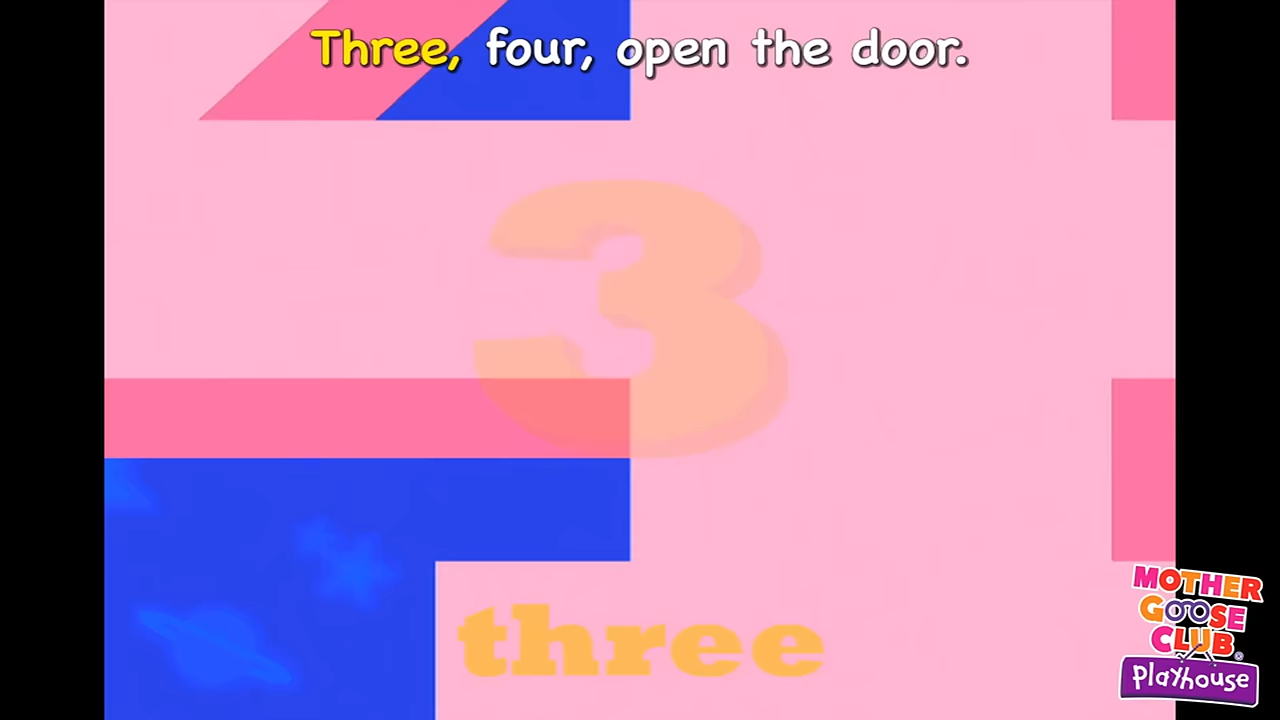 Three, four, open the door.
3
three
MOTHER
GOOSE
CLUB
Playhouse